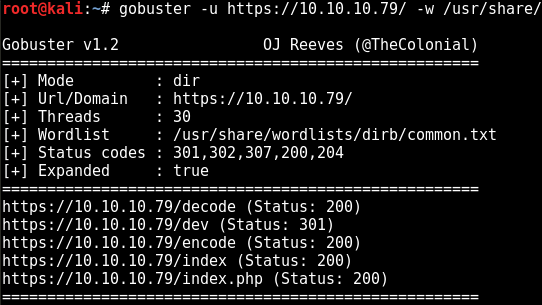 root@kali:~# gobuster -u https://10.10.10.79/ -w /usr/share/
Gobuster v1.2 OJ Reeves (@TheColonial)
=====================================================
[+] Mode : dir
[+] Url/Domain : https://10.10.10.79/
[+] Threads : 30
[+] Wordlist : /usr/share/wordlists/dirb/common.txt
[+] Status codes : 301,302,307,200,204
[+] Expanded : true
=====================================================
https://10.10.10.79/decode (Status: 200)
https://10.10.10.79/dev (Status: 301)
https://10.10.10.79/encode (Status: 200)
https://10.10.10.79/index (Status: 200)
https://10.10.10.79/index.php (Status: 200)
=====================================================